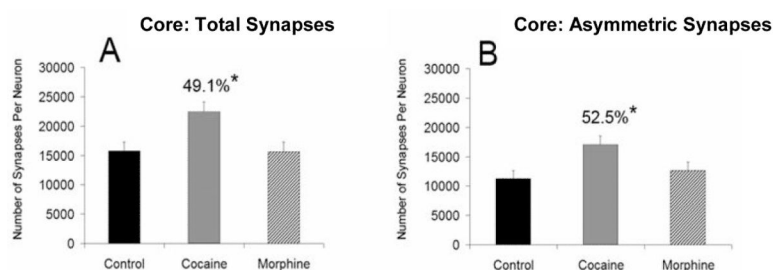 Core: Total Synapses
A
Number of Synapses Per Neuron
30000
25000
20000
15000
10000
5000
0
49.1%*
Control Cocaine Morphine
Core: Asymmetric Synapses
B
Number of Synapses Per Neuron
30000
25000
20000
15000
10000
5000
0
52.5%*
Control Cocaine Morphine